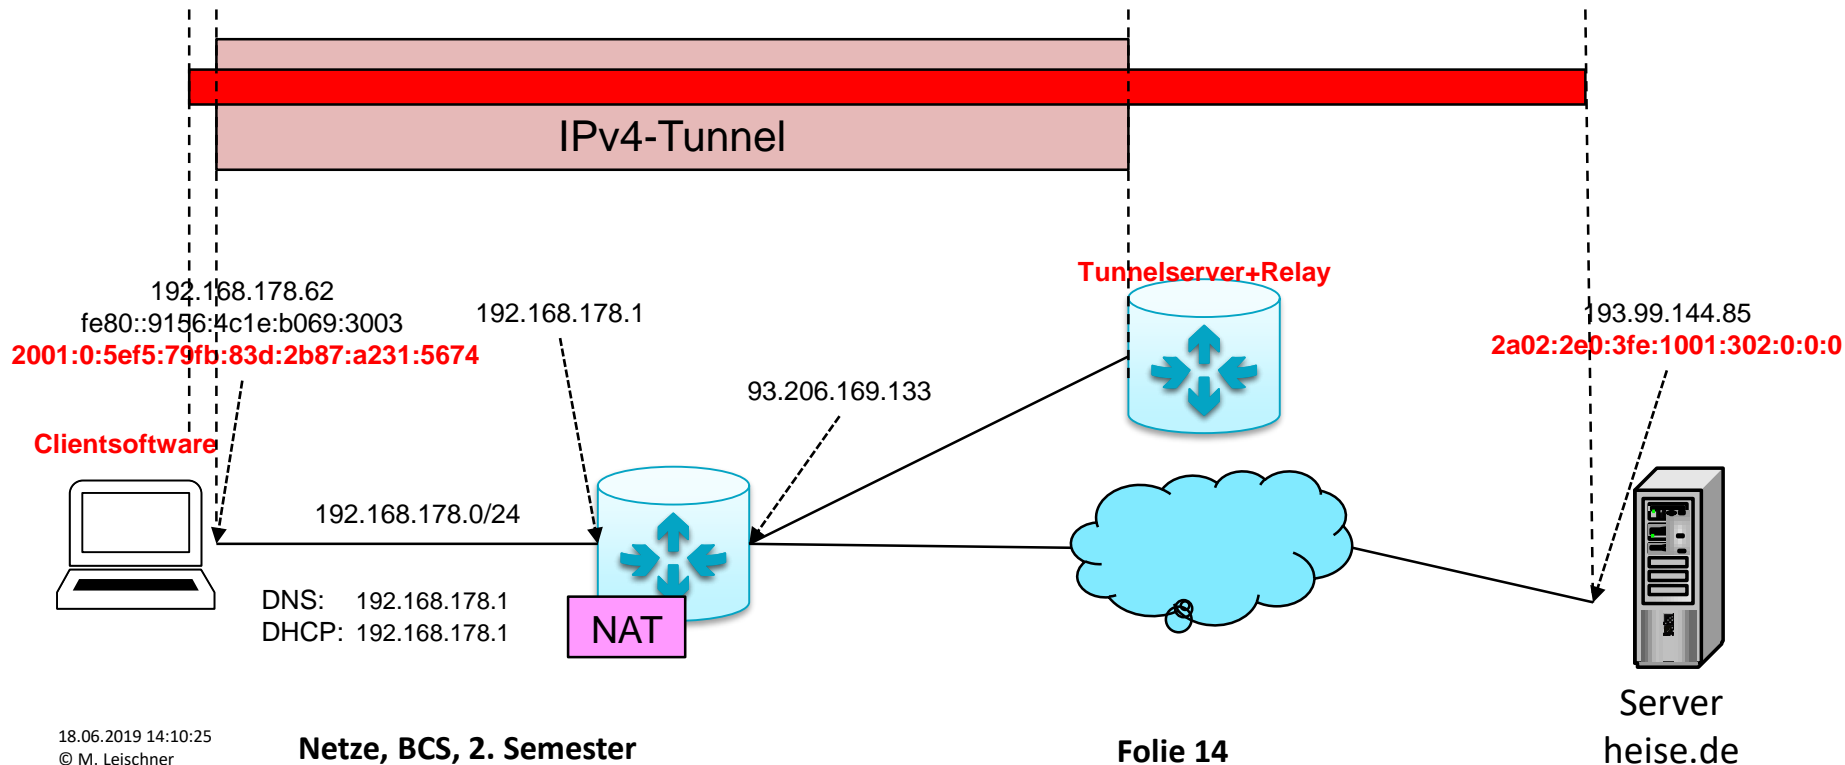 IPv4-Tunnel
Tunnelserver+Relay
192.168.178.62
fe80::9156:4c1e:b069:3003
2001:0:5ef5:79fb:83d:2b87:a231:5674
192.168.178.1
193.99.144.85
2a02:2e0:3fe:1001:302:0:0:0
93.206.169.133
Clientsoftware
192.168.178.0/24
DNS: 192.168.178.1
DHCP: 192.168.178.1
NAT
Server
heise.de
18.06.2019 14:10:25
© M. Leischner
Netze, BCS, 2. Semester
Folie 14